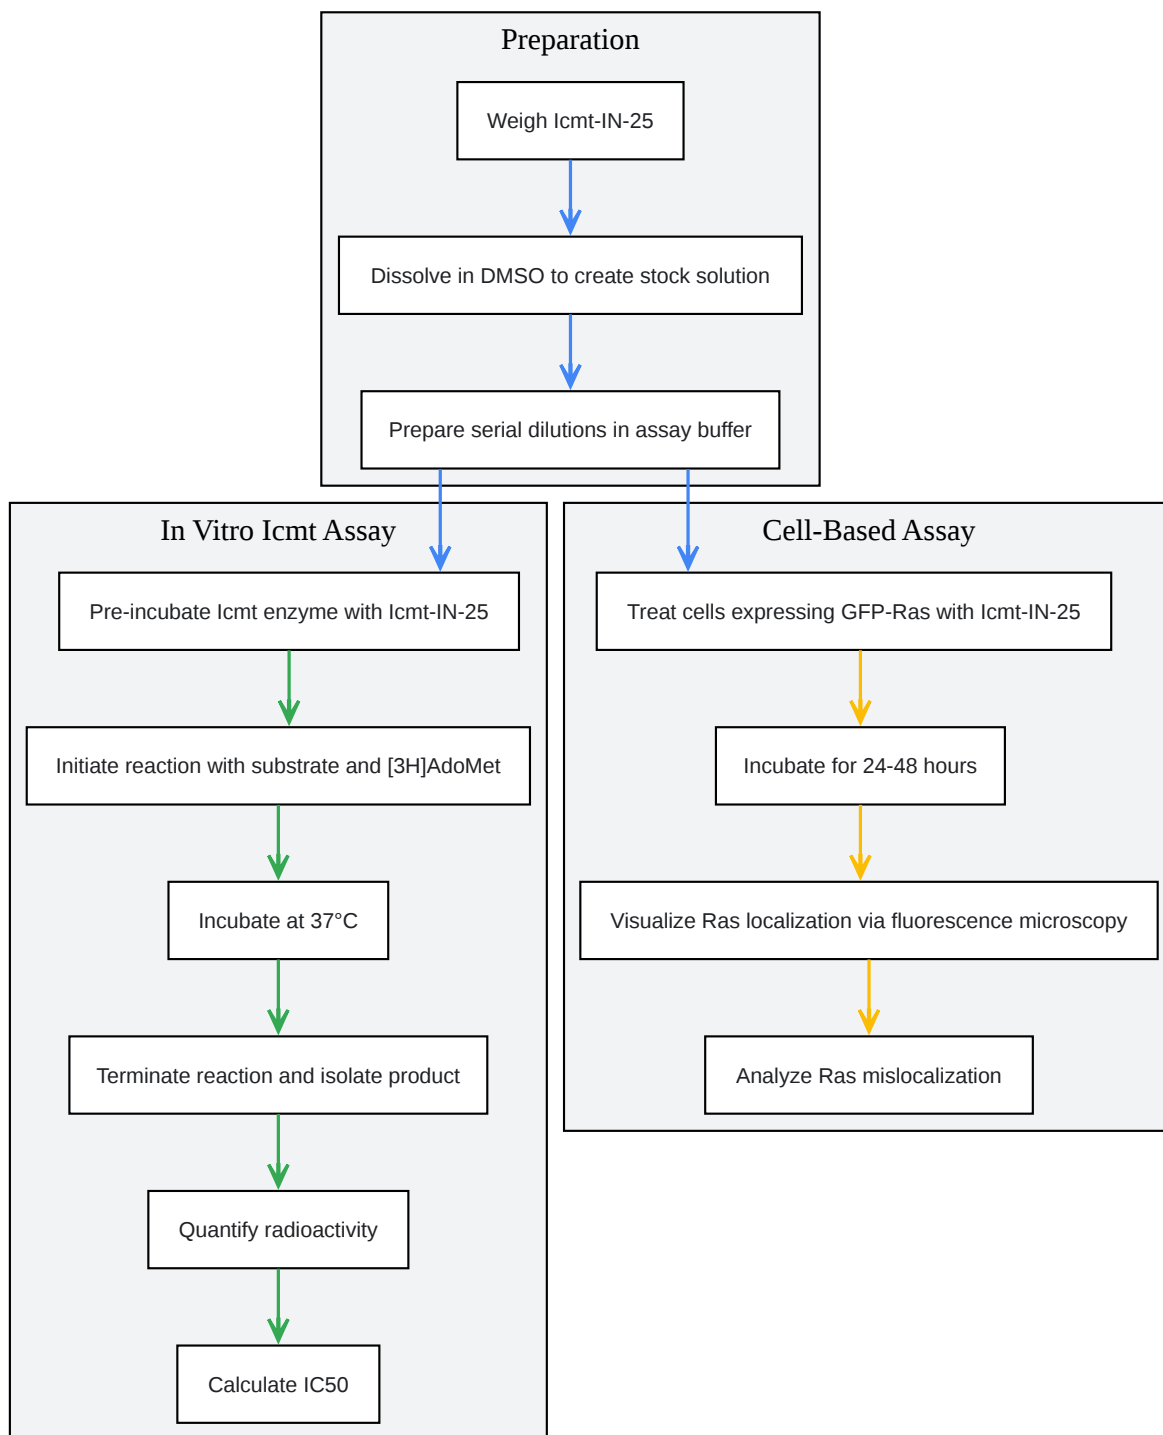 Preparation
Weigh Icmt-IN-25
Dissolve in DMSO to create stock solution
Prepare serial dilutions in assay buffer
In Vitro Icmt Assay
Pre-incubate Icmt enzyme with Icmt-IN-25
Initiate reaction with substrate and [3H]AdoMet
Incubate at 37°C
Terminate reaction and isolate product
Quantify radioactivity
Calculate IC50
Cell-Based Assay
Treat cells expressing GFP-Ras with Icmt-IN-25
Incubate for 24-48 hours
Visualize Ras localization via fluorescence microscopy
Analyze Ras mislocalization